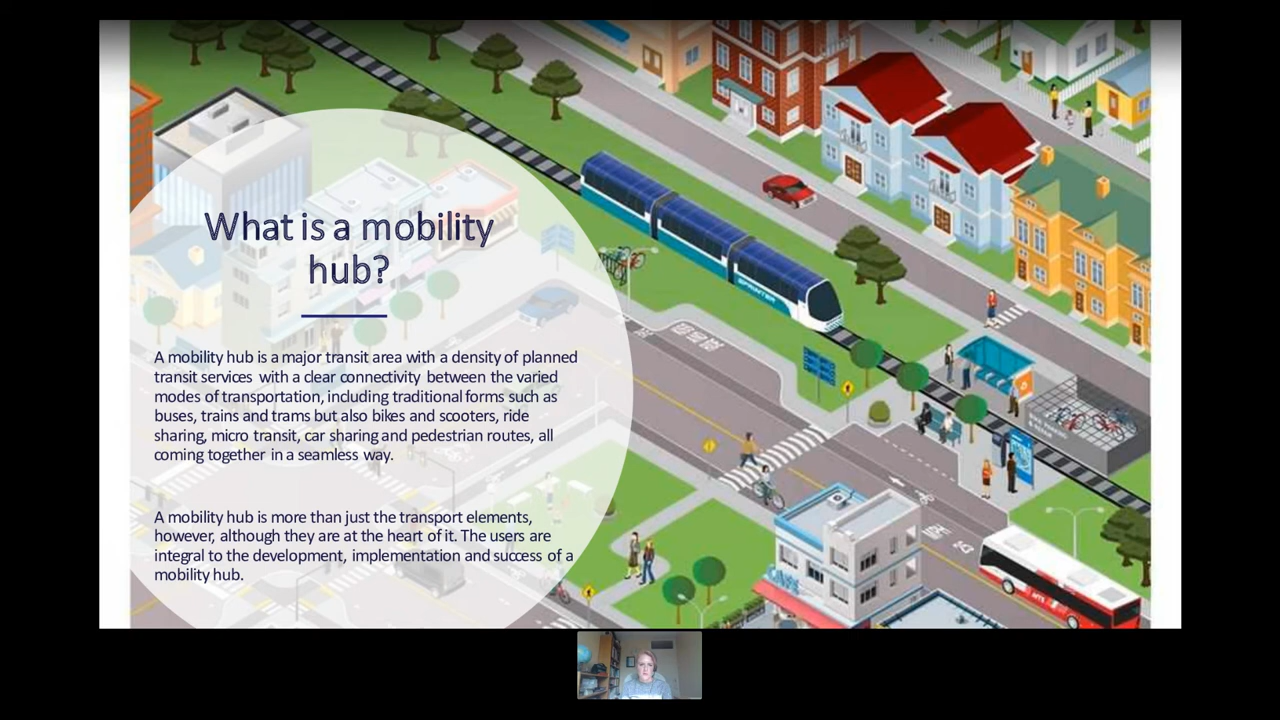 What is a mobility
hub?
A mobility hub is a major transit area with a density of planned
transit services with a clear connectivity between the varied
modes of transportation, including traditional forms such as
buses, trains and trams but also bikes and scooters, ride
sharing, micro transit, car sharing and pedestrian routes, all
coming together in a seamless way.
A mobility hub is more than just the transport elements,
however, although they are at the heart of it. The users are
integral to the development, implementation and success of a
mobility hub.
SPRINTER